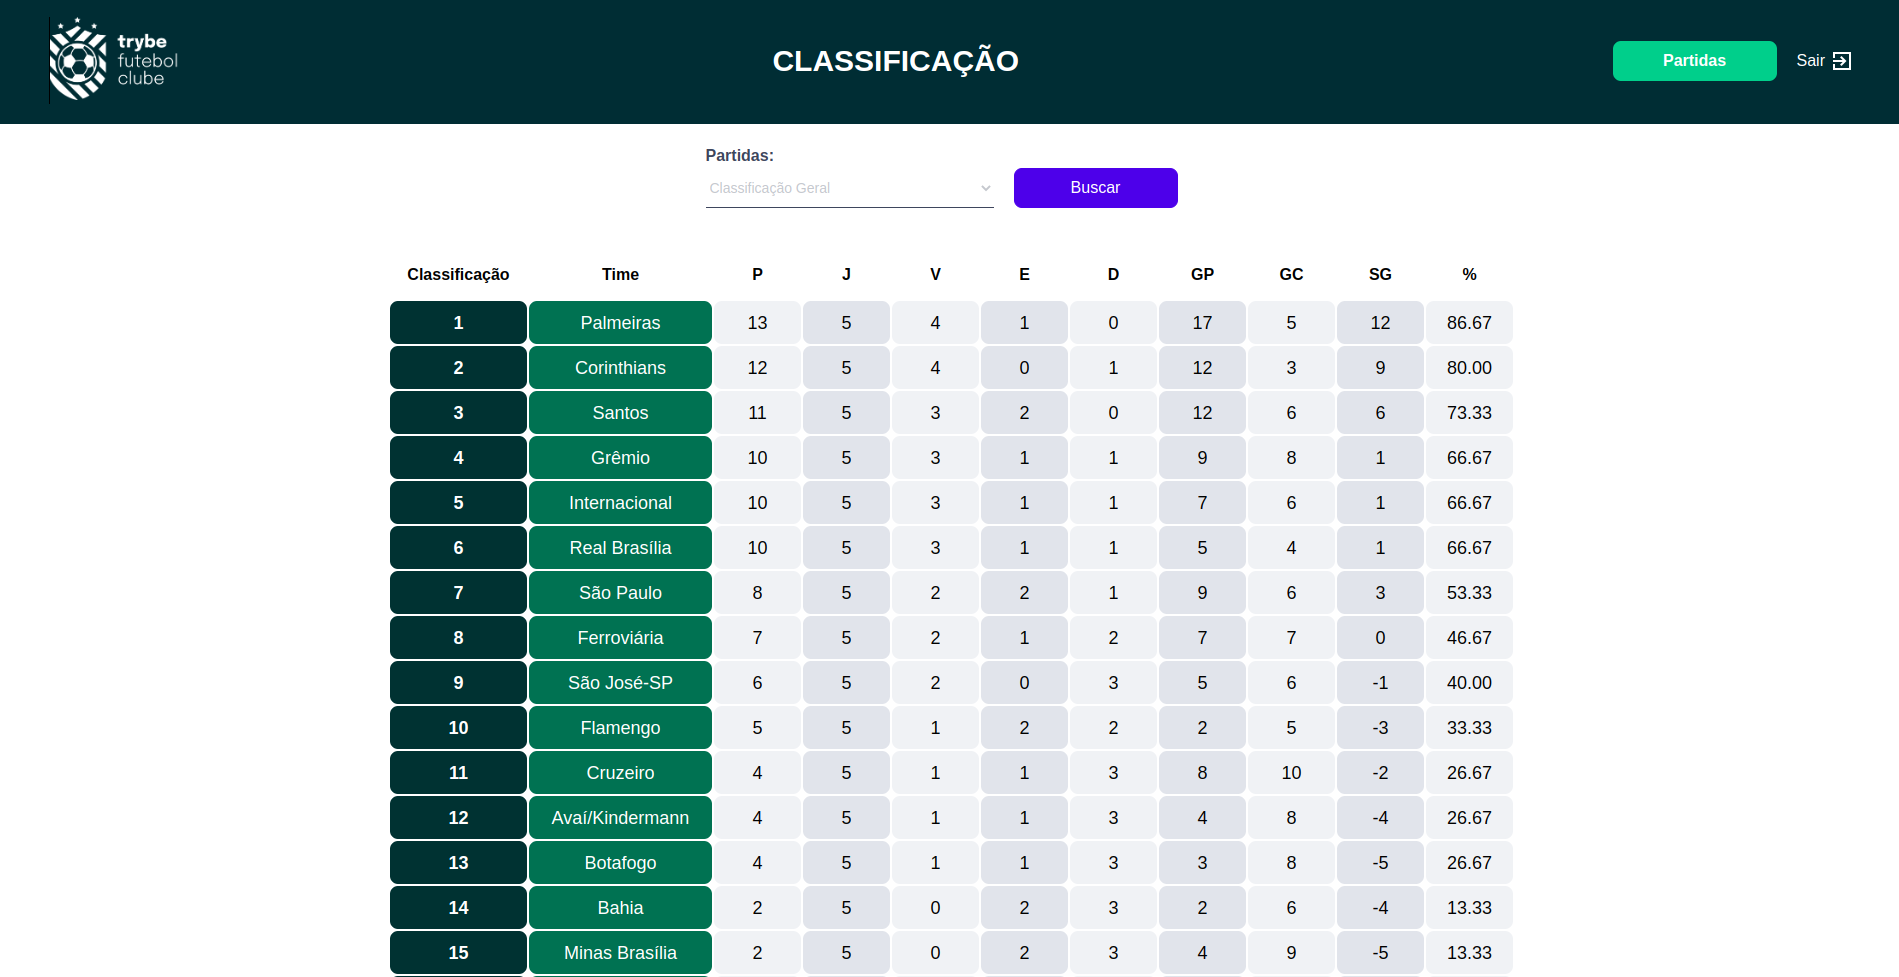 trybe
futebol
clube
CLASSIFICAÇÃO
Partidas
Sair
Partidas:
Classificação Geral
Buscar
Classificação Time P J V E D GP GC SG %
1 Palmeiras 13 5 4 1 0 17 5 12 86.67
2 Corinthians 12 5 4 0 1 12 3 9 80.00
3 Santos 11 5 3 2 0 12 6 6 73.33
4 Grêmio 10 5 3 1 1 9 8 1 66.67
5 Internacional 10 5 3 1 1 7 6 1 66.67
6 Real Brasília 10 5 3 1 1 5 4 1 66.67
7 São Paulo 8 5 2 2 1 9 6 3 53.33
8 Ferroviária 7 5 2 1 2 7 7 0 46.67
9 São José-SP 6 5 2 0 3 5 6 -1 40.00
10 Flamengo 5 5 1 2 2 2 5 -3 33.33
11 Cruzeiro 4 5 1 1 3 8 10 -2 26.67
12 Avaí/Kindermann 4 5 1 1 3 4 8 -4 26.67
13 Botafogo 4 5 1 1 3 3 8 -5 26.67
14 Bahia 2 5 0 2 3 2 6 -4 13.33
15 Minas Brasília 2 5 0 2 3 4 9 -5 13.33